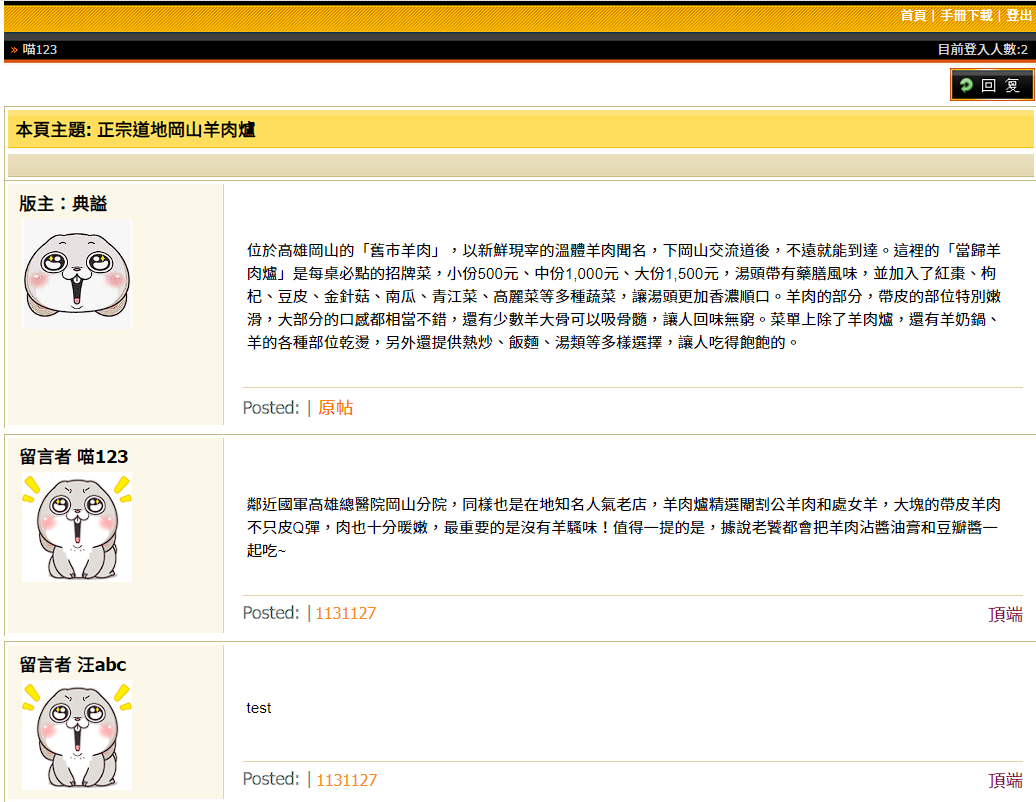 首頁 | 手冊下載 | 登出
» 喵123
目前登入人數:2
回 复
本頁主題: 正宗道地岡山羊肉爐
版主：典謚
位於高雄岡山的「舊市羊肉」，以新鮮現宰的溫體羊肉聞名，下岡山交流道後，不遠就能到達。這裡的「當歸羊
肉爐」是每桌必點的招牌菜，小份500元、中份1,000元、大份1,500元，湯頭帶有藥膳風味，並加入了紅棗、枸
杞、豆皮、金針菇、南瓜、青江菜、高麗菜等多種蔬菜，讓湯頭更加香濃順口。羊肉的部分，帶皮的部位特別嫩
滑，大部分的口感都相當不錯，還有少數羊大骨可以吸骨髓，讓人回味無窮。菜單上除了羊肉爐，還有羊奶鍋、
羊的各種部位乾燙，另外還提供熱炒、飯麵、湯類等多樣選擇，讓人吃得飽飽的。
Posted: | 原帖
留言者 喵123
鄰近國軍高雄總醫院岡山分院，同樣也是在地知名人氣老店，羊肉爐精選閹割公羊肉和處女羊，大塊的帶皮羊肉
不只皮Q彈，肉也十分暖嫩，最重要的是沒有羊騷味！值得一提的是，據說老饕都會把羊肉沾醬油膏和豆瓣醬一
起吃~
Posted: | 1131127
頂端
留言者 汪abc
test
Posted: | 1131127
頂端